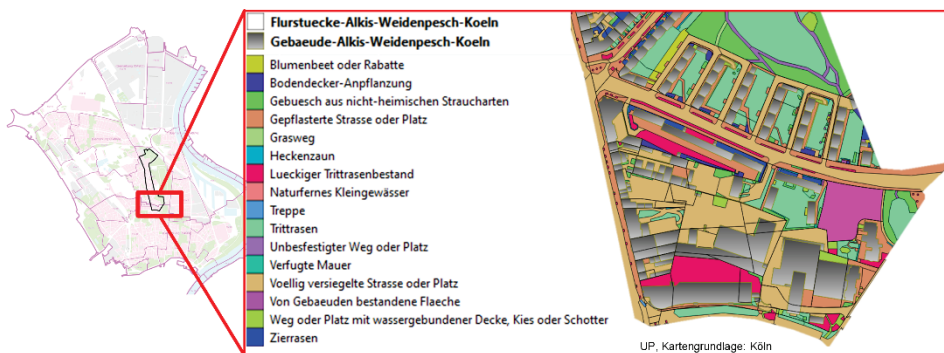 Flurstuecke-Alkis-Weidenpesch-Koeln
Gebaeude-Alkis-Weidenpesch-Koeln
Blumenbeet oder Rabatte
Bodendecker-Anpflanzung
Gebuesch aus nicht-heimischen Straucharten
Gepflasterte Strasse oder Platz
Grasweg
Heckenzaun
Lueckiger Trittrasenbestand
Naturfernes Kleingewässer
Treppe
Trittrasen
Unbesfestigter Weg oder Platz
Verfugte Mauer
Voellig versiegelte Strasse oder Platz
Von Gebaeuden bestandene Flaeche
Weg oder Platz mit wassergebundener Decke, Kies oder Schotter
Zierrasen
UP, Kartengrundlage: Köln